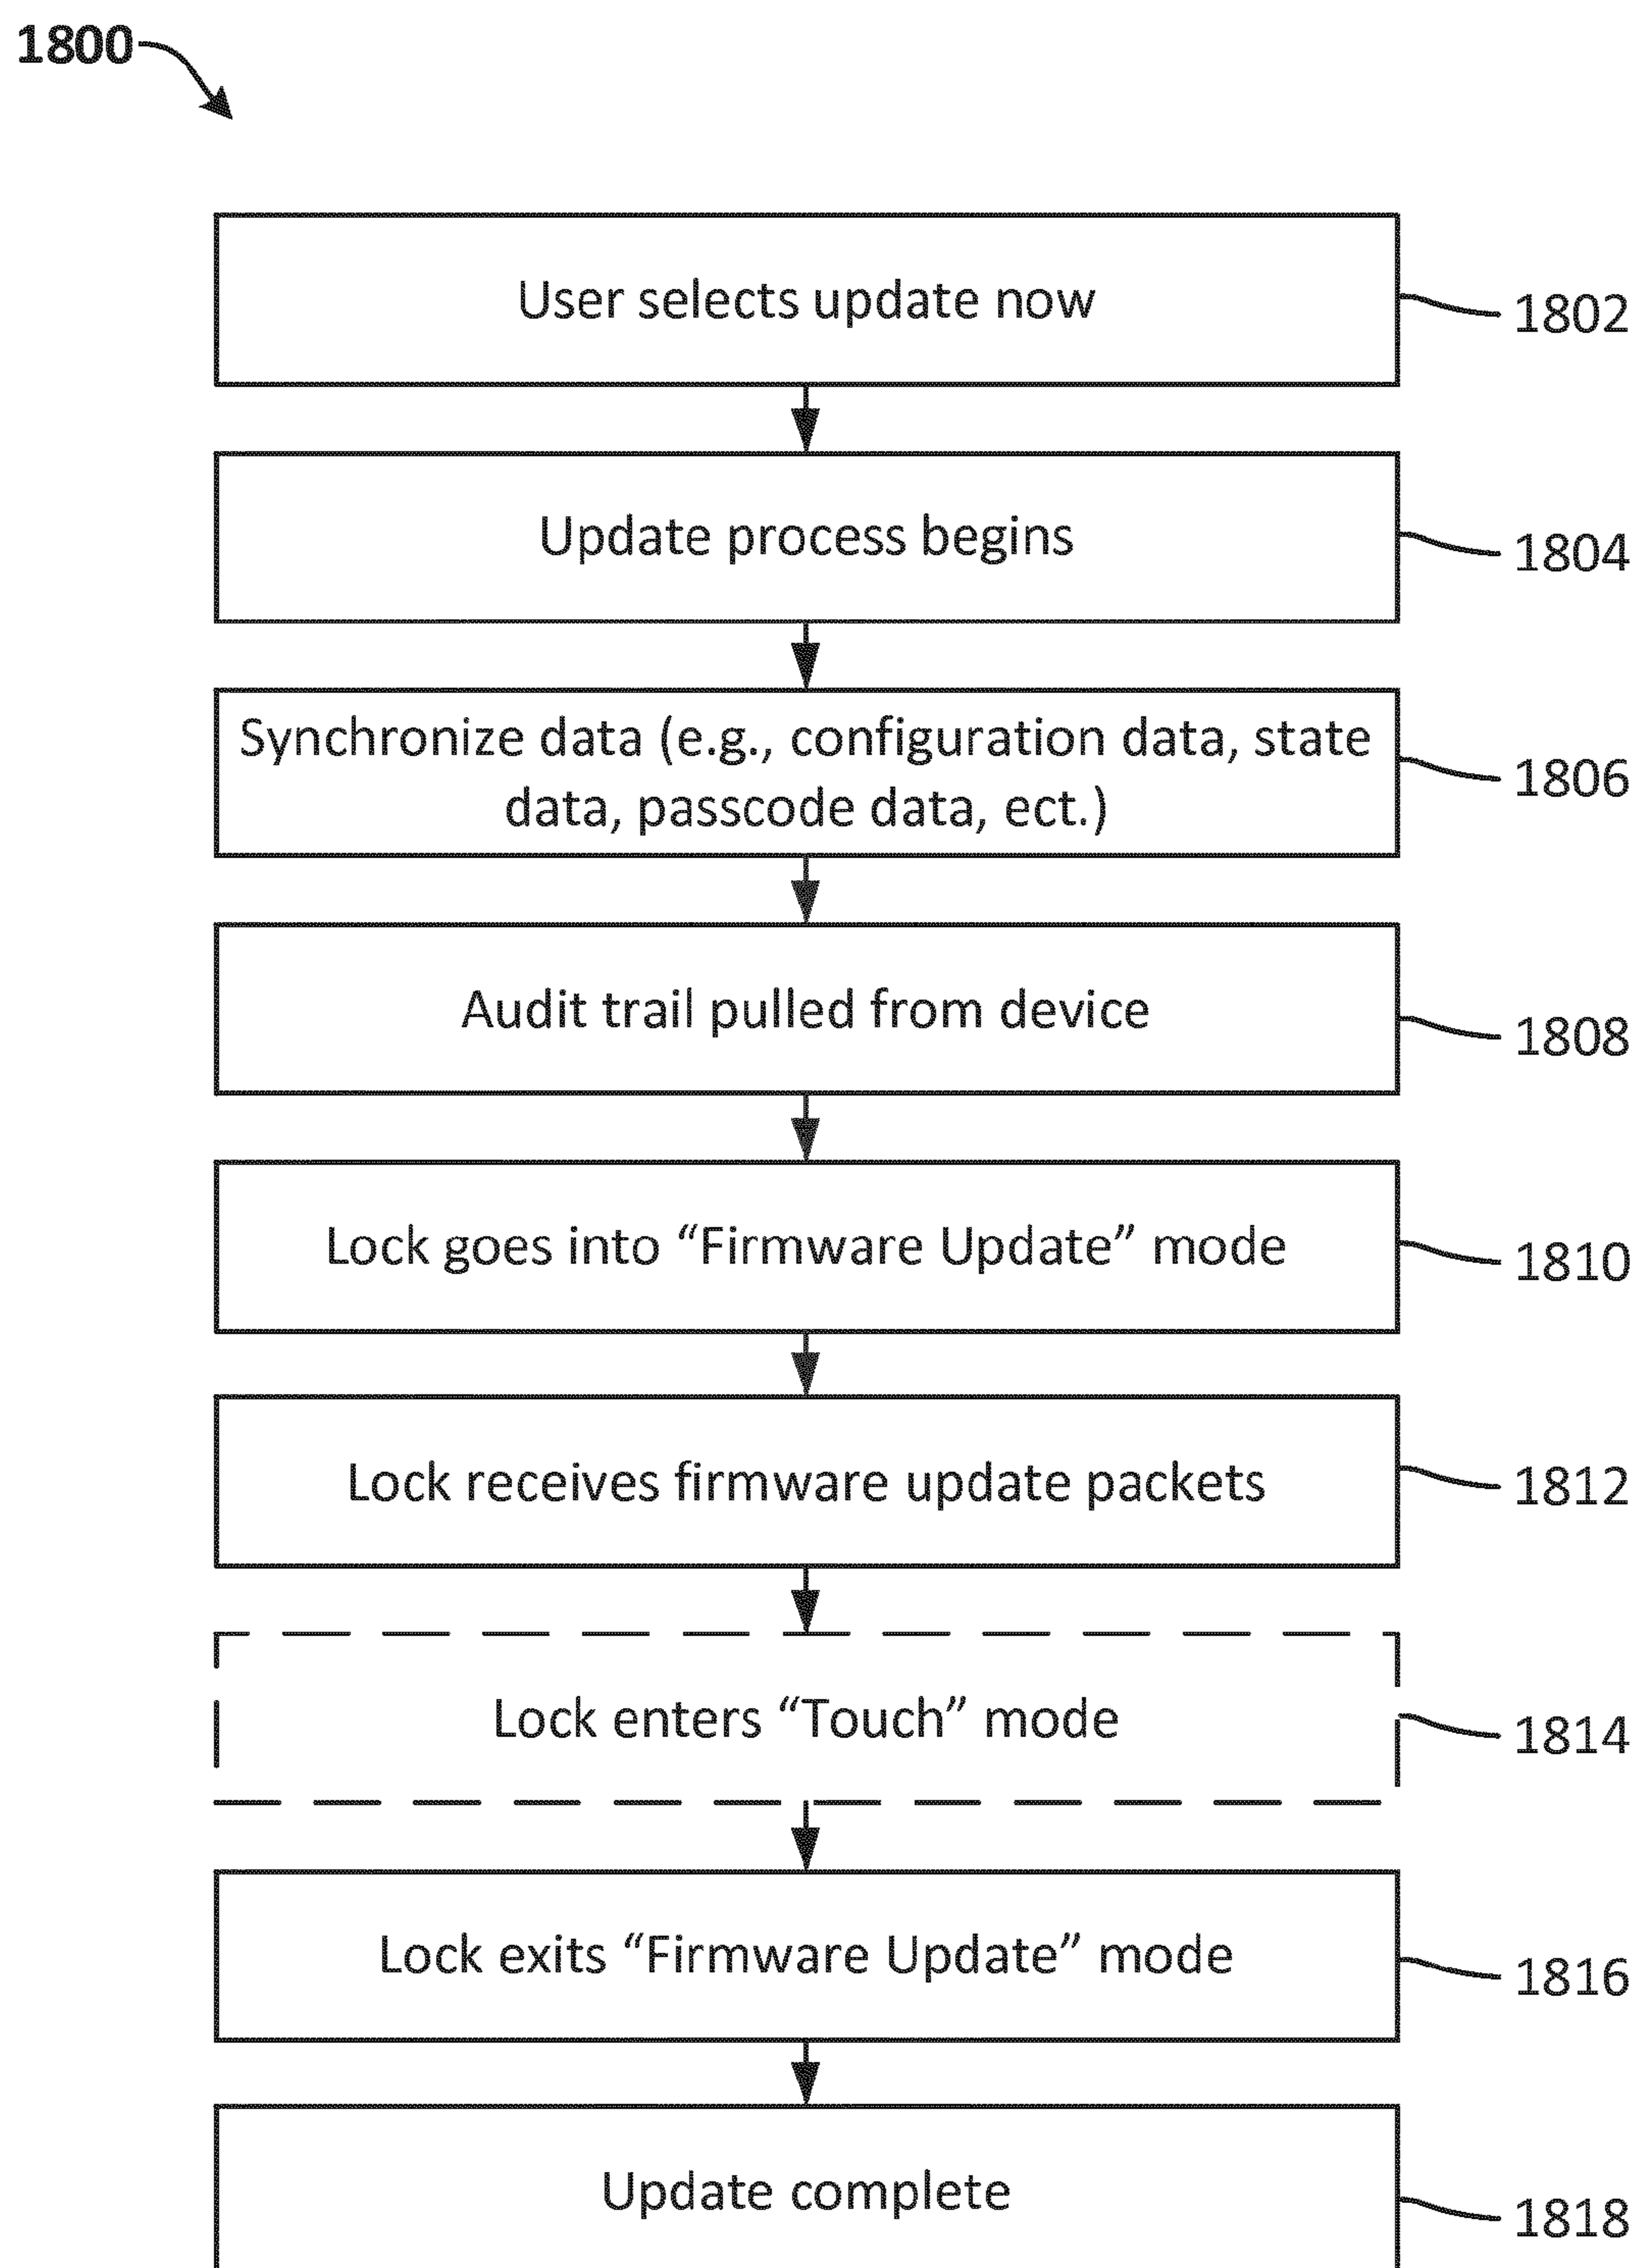 1800
User selects update now
1802
Update process begins
1804
Synchronize data (e.g., configuration data, state
data, passcode data, ect.)
1806
Audit trail pulled from device
1808
Lock goes into “Firmware Update” mode
1810
Lock receives firmware update packets
1812
Lock enters “Touch” mode
1814
Lock exits “Firmware Update” mode
1816
Update complete
1818